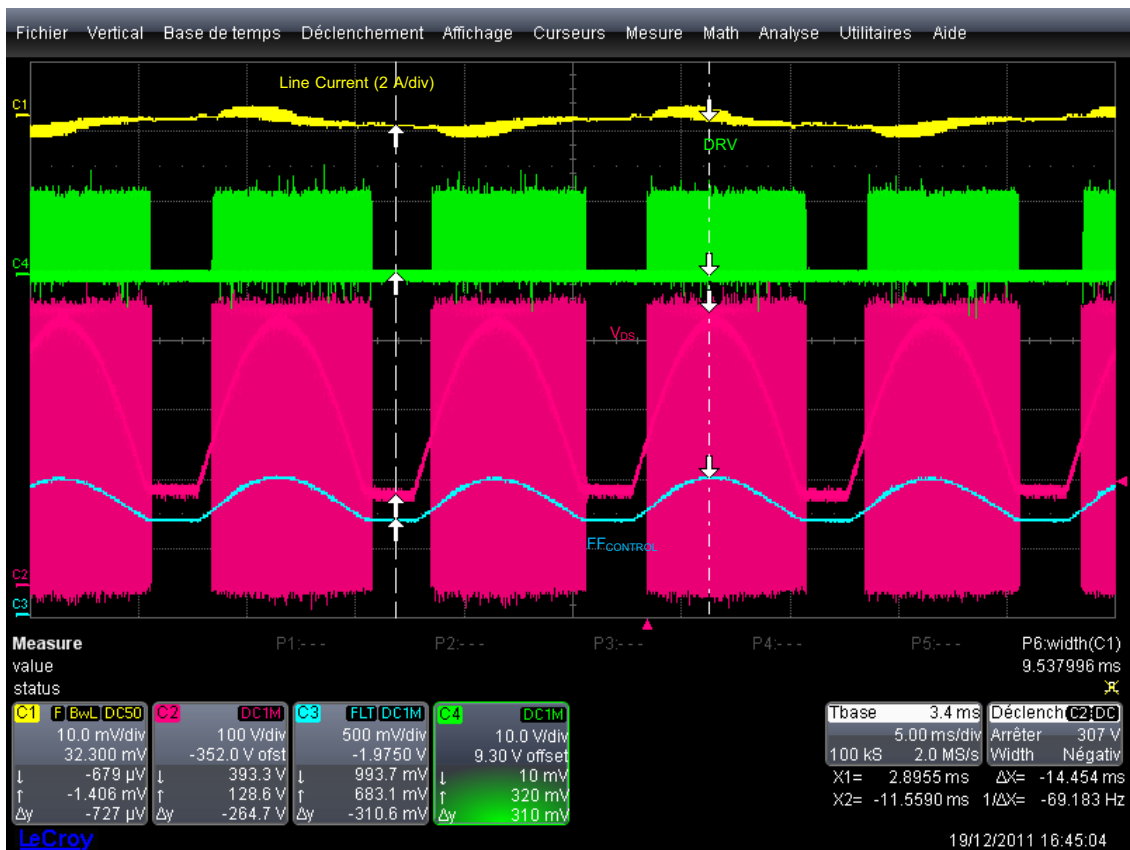 Fichier Vertical Base de temps Déclenchement Affichage Curseurs Mesure Math Analyse Utilitaires Aide
Line Current (2 A/div)
C1
DRV
C4
VDS
FFCONTROL
C2
C3
Measure P1:- - - P2:- - - P3:- - - P4:- - - P5:- - - P6:width(C1)
value 9.537996 ms
status
C1 F BwL DC50 C2 DC1M C3 FLT DC1M C4 DC1M Tbase 3.4 ms Déclench C2 DC
10.0 mV/div 100 V/div 500 mV/div 10.0 V/div 5.00 ms/div Arrêter 307 V
32.300 mV -352.0 V ofst -1.9750 V 9.30 V offset 100 kS 2.0 MS/s Width Négativ
↓ -679 µV ↓ 393.3 V ↓ 993.7 mV ↓ 10 mV X1= 2.8955 ms ΔX= -14.454 ms
↑ -1.406 mV ↑ 128.6 V ↑ 683.1 mV ↑ 320 mV X2= -11.5590 ms 1/ΔX= -69.183 Hz
Δy -727 µV Δy -264.7 V Δy -310.6 mV Δy 310 mV
LeCroy 19/12/2011 16:45:04